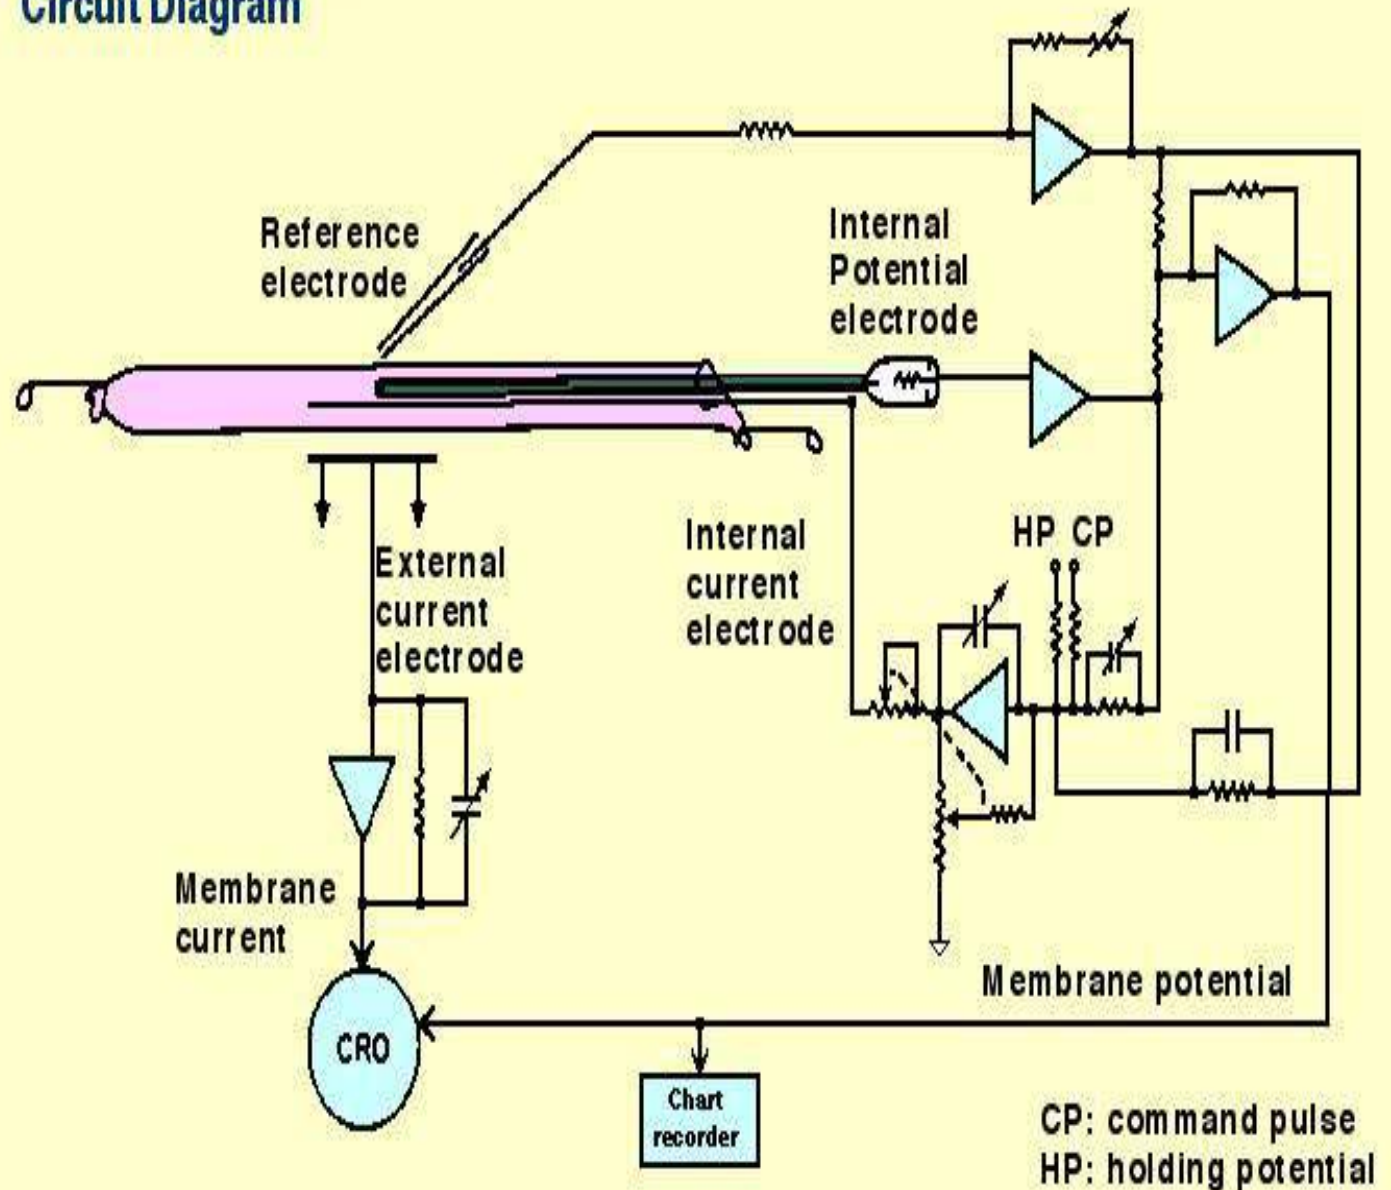 Circuit Diagram
Reference
electrode
Internal
Potential
electrode
External
current
electrode
Internal
current
electrode
HP CP
Membrane
current
Membrane potential
CRO
Chart
recorder
CP: command pulse
HP: holding potential